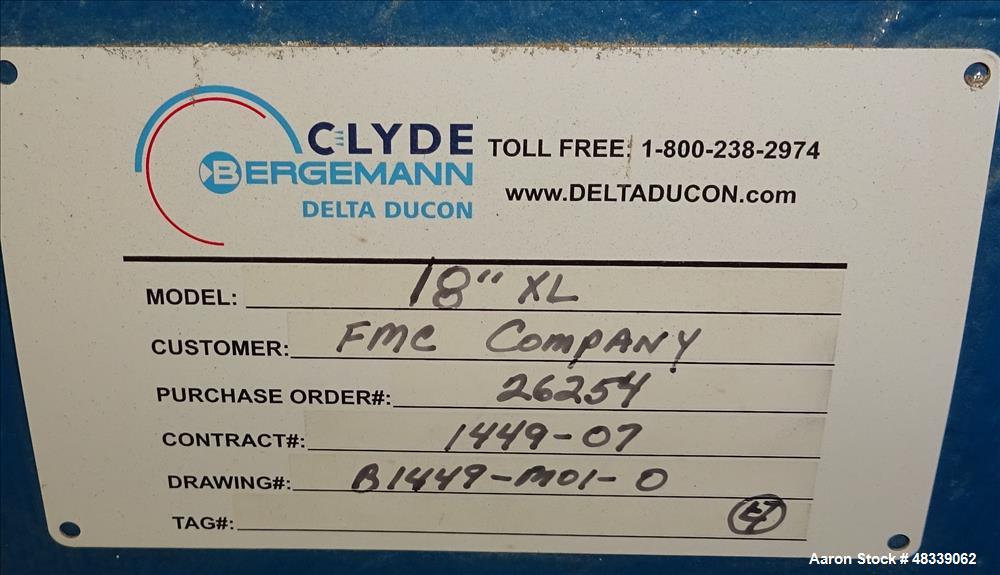 CLYDE
BERGEMANN
DELTA DUCON
TOLL FREE: 1-800-238-2974
www.DELTADUCON.com
MODEL: 18" XL
CUSTOMER: FMC COMPANY
PURCHASE ORDER#: 26254
CONTRACT#: 1449-07
DRAWING#: B1449-M01-0
TAG#:
Aaron Stock # 48339062